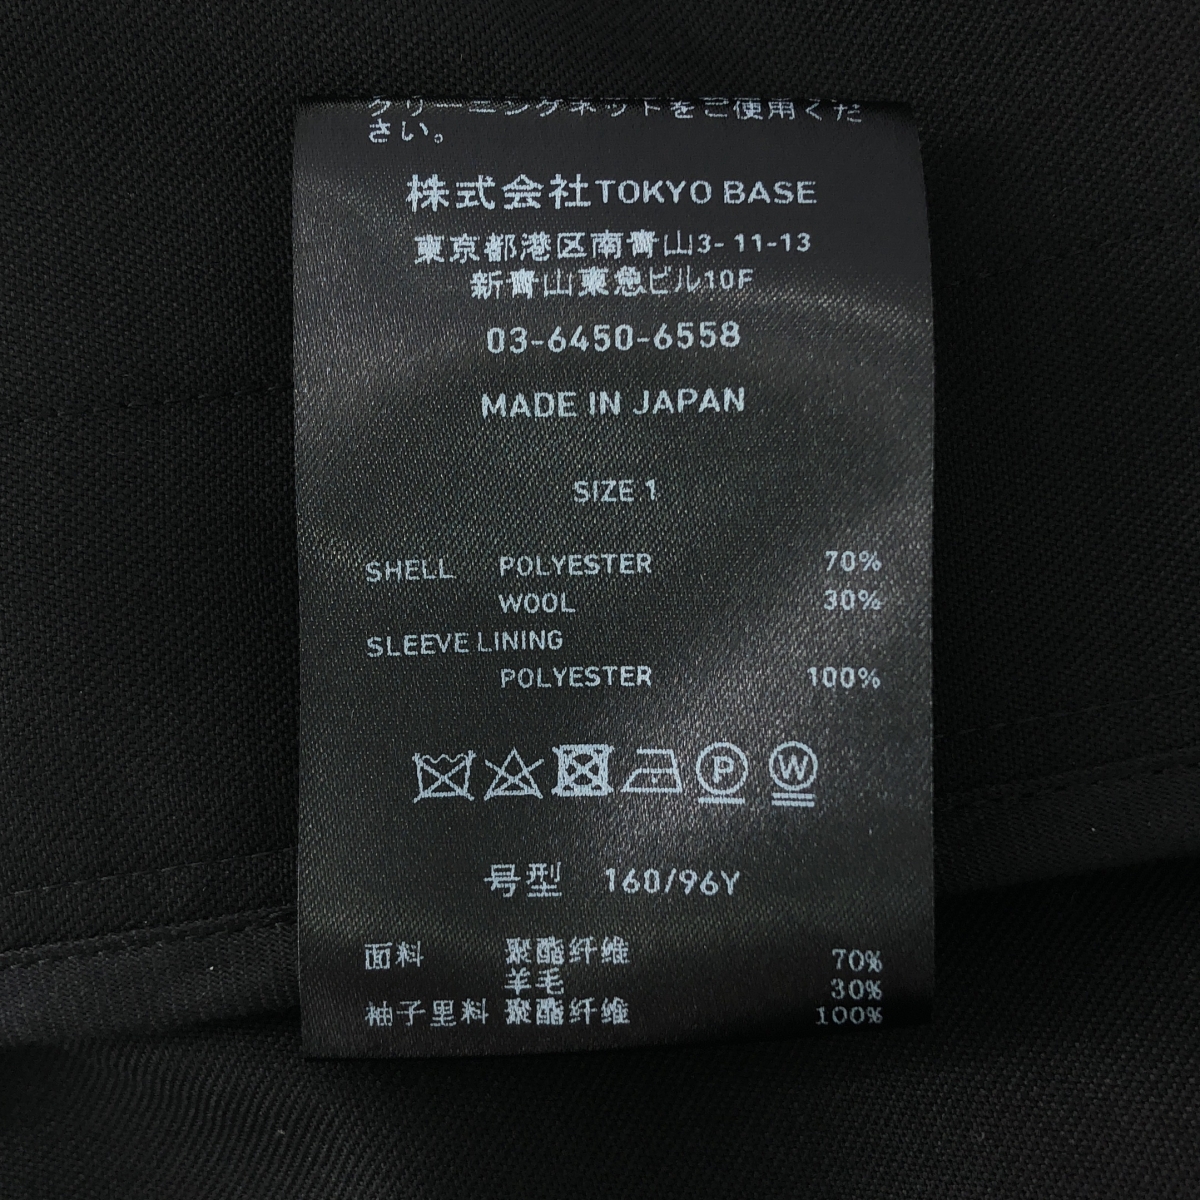 クリーニングネットをご使用くだ
さい。
株式会社TOKYO BASE
東京都港区南青山3-11-13
新青山東急ビル10F
03-6450-6558
MADE IN JAPAN
SIZE 1
SHELL POLYESTER 70%
WOOL 30%
SLEEVE LINING
POLYESTER 100%
P W
号型 160/96Y
面料 聚酯纤维 70%
羊毛 30%
袖子里料 聚酯纤维 100%